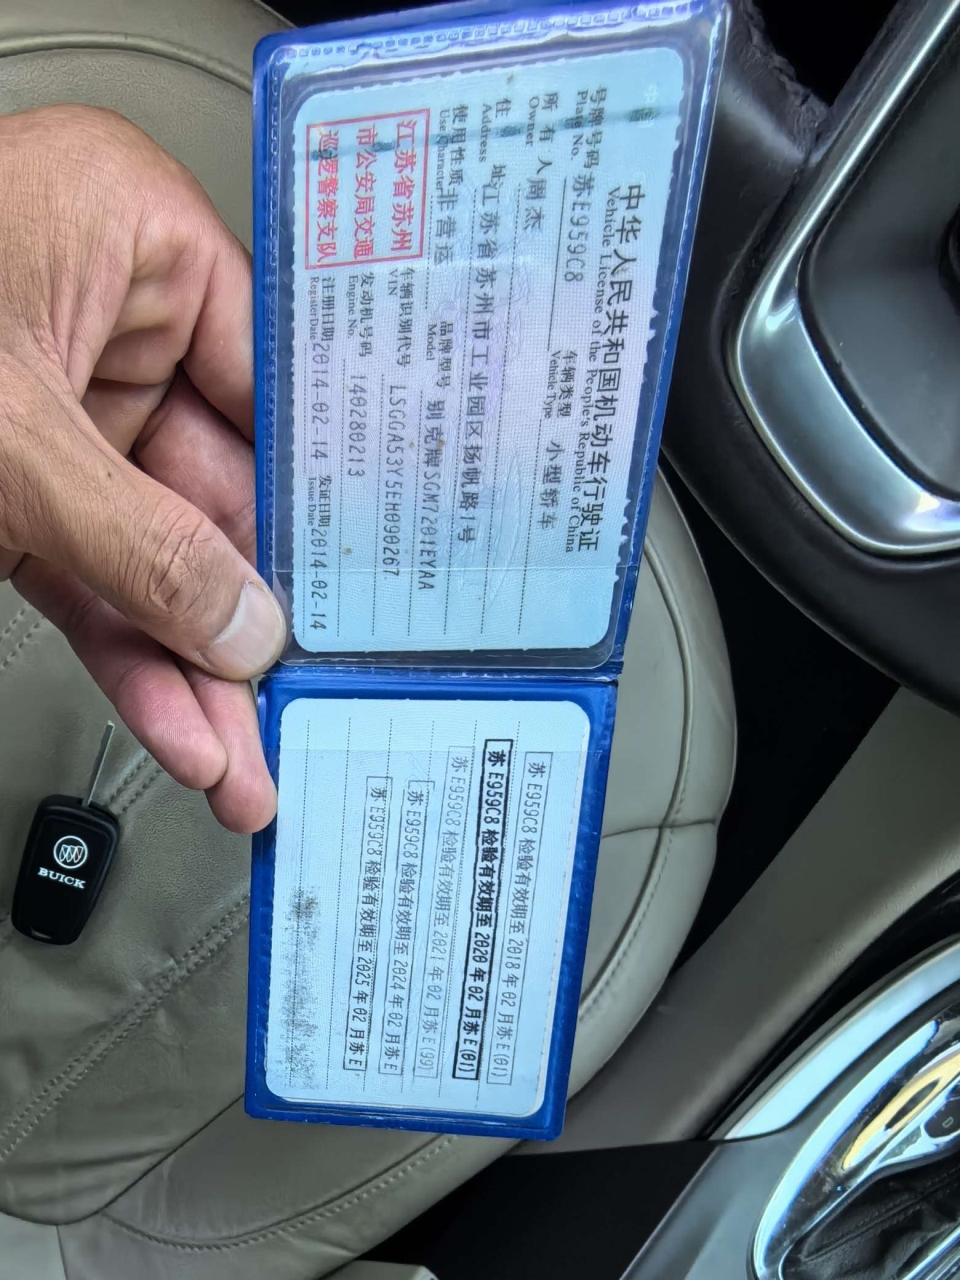 中华人民共和国机动车行驶证
Vehicle License of the People's Republic of China
号牌号码 苏E959C8 车辆类型 小型轿车
Plate No. Vehicle Type
所有人 周杰
Owner
住址 江苏省苏州市工业园区扬帆路1号
Address
使用性质 非营运 品牌型号 别克牌SGM7201EYAA
Use Character Model
江苏省苏州
市公安局交通
巡逻警察支队
车辆识别代号 LSGGA53Y5EH090267
VIN
发动机号码 140280213
Engine No.
注册日期 2014-02-14 发证日期 2014-02-14
Register Date Issue Date
苏E959C8 检验有效期至2018年02月苏E(01)
苏E959C8 检验有效期至2020年02月苏E(01)
苏E959C8 检验有效期至2021年02月苏E(99)
苏E959C8 检验有效期至2024年02月苏E
苏E959C8 检验有效期至2025年02月苏E
BUICK